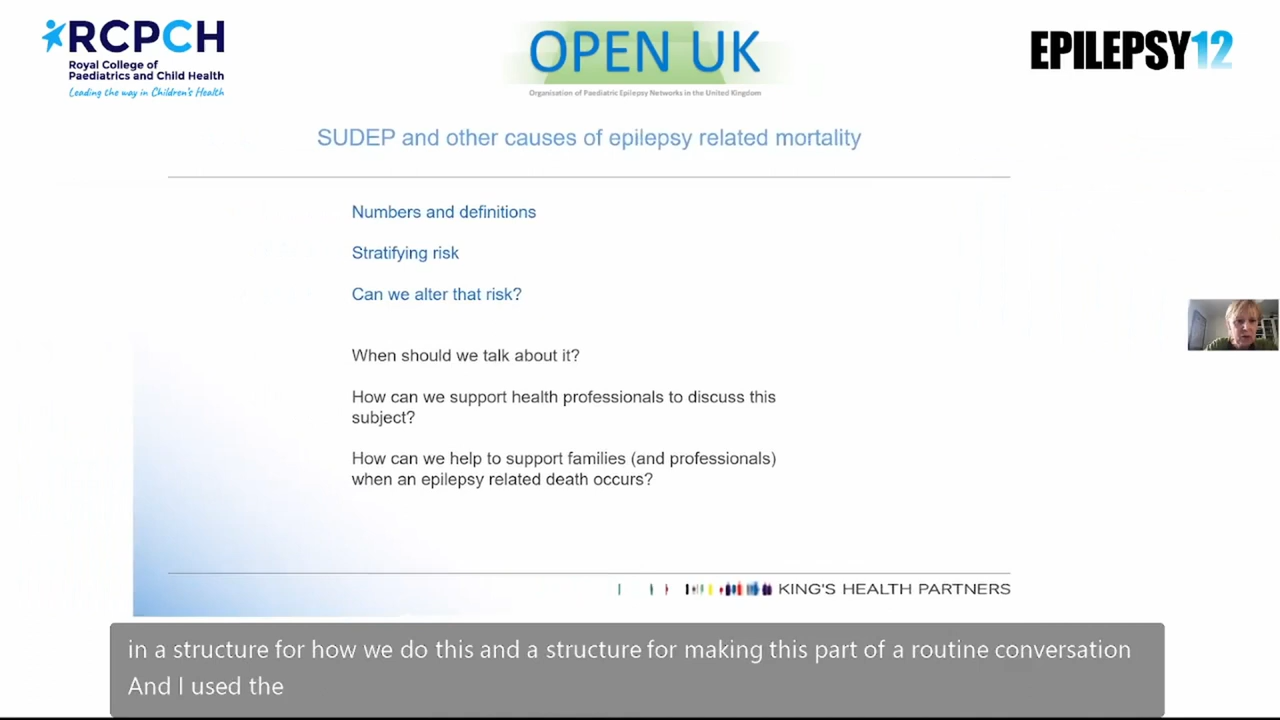 RCPCH
Royal College of
Paediatrics and Child Health
Leading the way in Children's Health
OPEN UK
Organisation of Paediatric Epilepsy Networks in the United Kingdom
EPILEPSY12
SUDEP and other causes of epilepsy related mortality
Numbers and definitions
Stratifying risk
Can we alter that risk?
When should we talk about it?
How can we support health professionals to discuss this
subject?
How can we help to support families (and professionals)
when an epilepsy related death occurs?
KING'S HEALTH PARTNERS
in a structure for how we do this and a structure for making this part of a routine conversation
And I used the